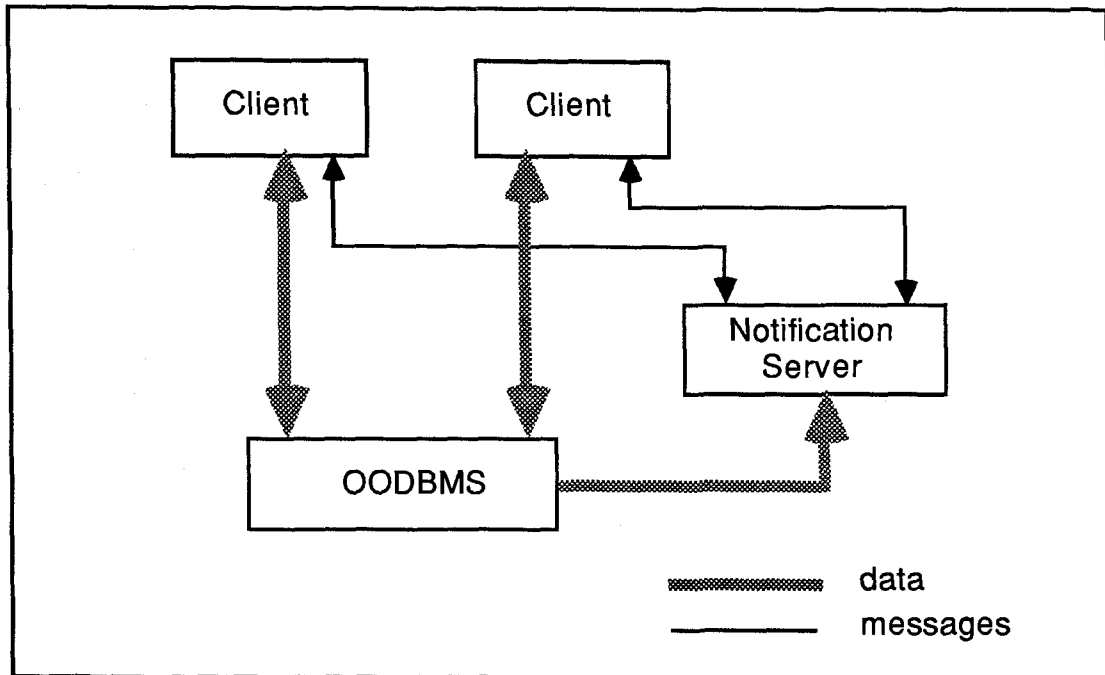 Client
Client
Notification
Server
OODBMS
data
messages